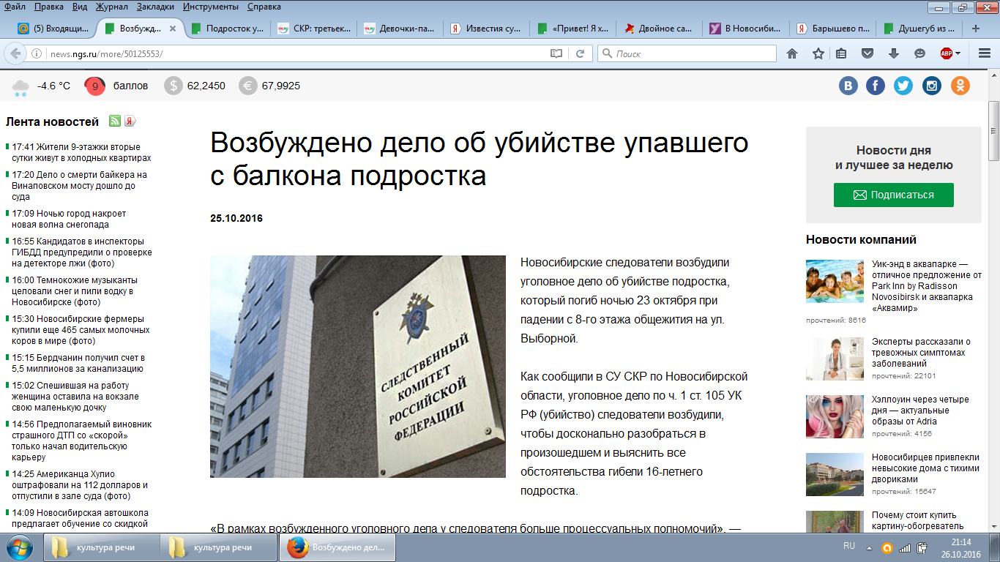 Файл Правка Вид Журнал Закладки Инструменты Справка
(5) Входящи...
Возбужд...
Подросток у...
СКР: третьек...
Девочки-па...
Известия су...
«Привет! Я х...
Двойное са...
В Новосиби...
Барышево п...
Душегуб из ...
news.ngs.ru/more/50125553/
Поиск
ABP
-4.6 °C
9 баллов
$ 62,2450
€ 67,9925
Лента новостей
17:41 Жители 9-этажки вторые
сутки живут в холодных квартирах
17:20 Дело о смерти байкера на
Винаповском мосту дошло до
суда
17:09 Ночью город накроет
новая волна снегопада
16:55 Кандидатов в инспекторы
ГИБДД предупредили о проверке
на детекторе лжи (фото)
16:00 Темнокожие музыканты
целовали снег и пили водку в
Новосибирске (фото)
15:30 Новосибирские фермеры
купили еще 465 самых молочных
коров в мире (фото)
15:15 Бердчанин получил счет в
5,5 миллионов за канализацию
15:02 Спешившая на работу
женщина оставила на вокзале
свою маленькую дочку
14:56 Предполагаемый виновник
страшного ДТП со «скорой»
только начал водительскую
карьеру
14:25 Американца Хулио
оштрафовали на 112 долларов и
отпустили в зале суда (фото)
14:09 Новосибирская автошкола
предлагает обучение со скидкой
Возбуждено дело об убийстве упавшего
с балкона подростка
25.10.2016
СЛЕДСТВЕННЫЙ
КОМИТЕТ
РОССИЙСКОЙ
ФЕДЕРАЦИИ
Новосибирские следователи возбудили
уголовное дело об убийстве подростка,
который погиб ночью 23 октября при
падении с 8-го этажа общежития на ул.
Выборной.
Как сообщили в СУ СКР по Новосибирской
области, уголовное дело по ч. 1 ст. 105 УК
РФ (убийство) следователи возбудили,
чтобы досконально разобраться в
произошедшем и выяснить все
обстоятельства гибели 16-летнего
подростка.
«В рамках возбужденного уголовного дела у следователя больше процессуальных полномочий», —
Новости дня
и лучшее за неделю
Подписаться
Новости компаний
Уик-энд в аквапарке —
отличное предложение от
Park Inn by Radisson
Novosibirsk и аквапарка
«Аквамир»
прочтений: 8616
Эксперты рассказали о
тревожных симптомах
заболеваний
прочтений: 22101
Хэллоуин через четыре
дня — актуальные
образы от Adria
прочтений: 4156
Новосибирцев привлекли
невысокие дома с тихими
двориками
прочтений: 15647
Почему стоит купить
картину-обогреватель
культура речи
культура речи
Возбуждено дел...
RU
21:14
26.10.2016